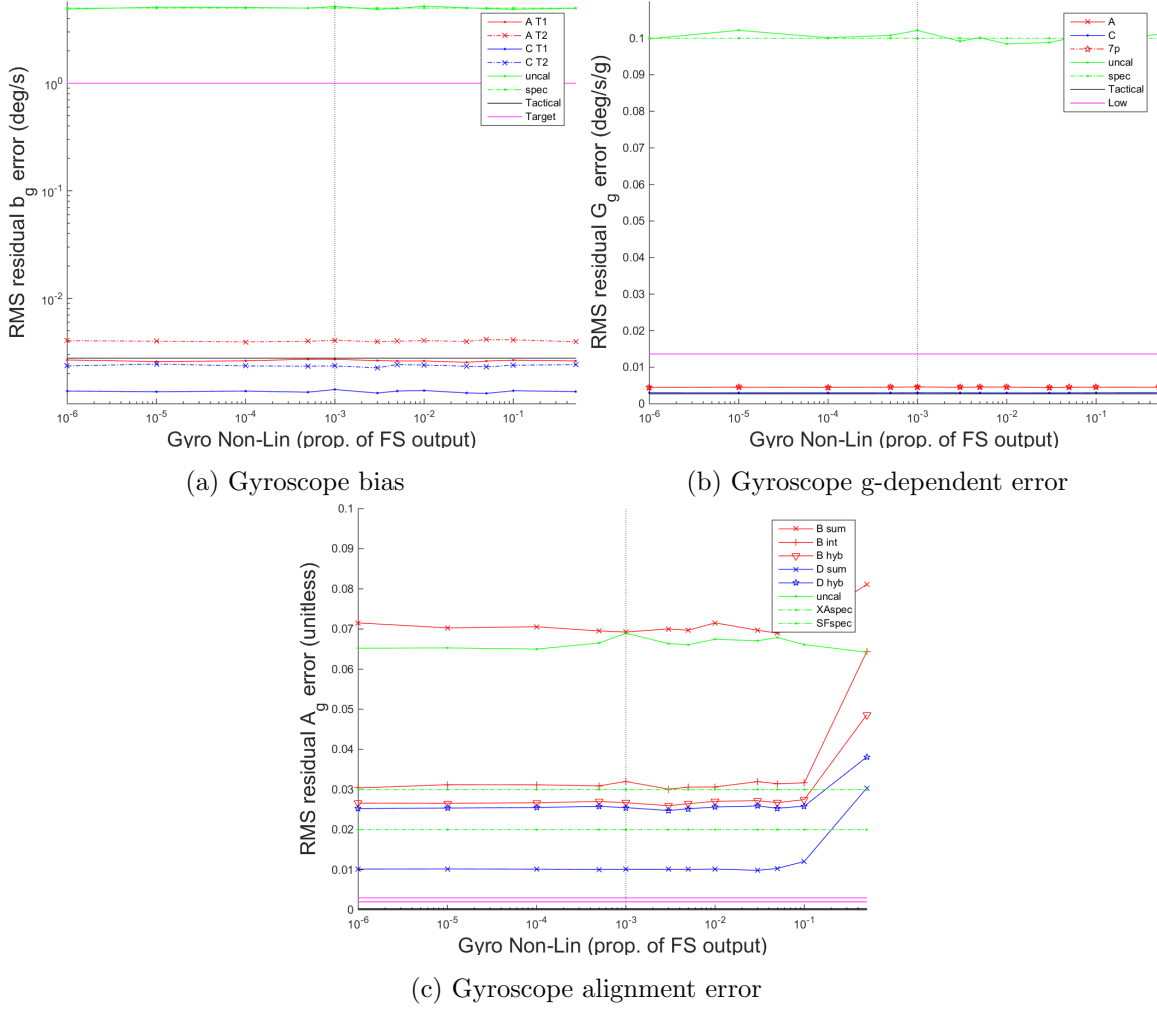 RMS residual b_g error (deg/s)
10^0
10^-1
10^-2
A T1
A T2
C T1
C T2
uncal
spec
Tactical
Target
10^-6
10^-5
10^-4
10^-3
10^-2
10^-1
Gyro Non-Lin (prop. of FS output)
(a) Gyroscope bias
RMS residual G_g error (deg/s/g)
0.1
0.09
0.08
0.07
0.06
0.05
0.04
0.03
0.02
0.01
0
A
C
7p
uncal
spec
Tactical
Low
10^-6
10^-5
10^-4
10^-3
10^-2
10^-1
Gyro Non-Lin (prop. of FS output)
(b) Gyroscope g-dependent error
RMS residual A_g error (unitless)
0.1
0.09
0.08
0.07
0.06
0.05
0.04
0.03
0.02
0.01
0
B sum
B int
B hyb
D sum
D hyb
uncal
XAspec
SFspec
10^-6
10^-5
10^-4
10^-3
10^-2
10^-1
Gyro Non-Lin (prop. of FS output)
(c) Gyroscope alignment error